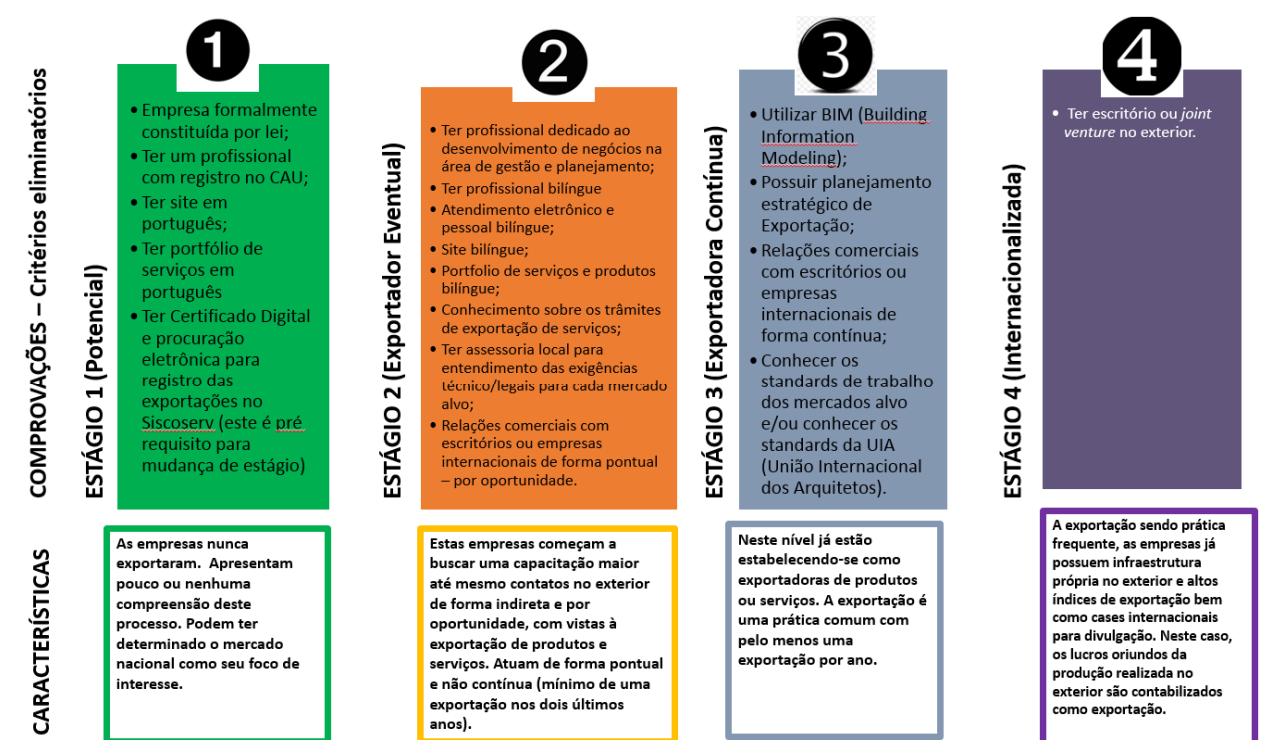 COMPROVAÇÕES – Critérios eliminatórios
1
ESTÁGIO 1 (Potencial)
• Empresa formalmente
constituída por lei;
• Ter um profissional
com registro no CAU;
• Ter site em
português;
• Ter portfólio de
serviços em
português
• Ter Certificado Digital
e procuração
eletrônica para
registro das
exportações no
Siscoserv (este é pré
requisito para
mudança de estágio)
2
ESTÁGIO 2 (Exportador Eventual)
• Ter profissional dedicado ao
desenvolvimento de negócios na
área de gestão e planejamento;
• Ter profissional bilíngue
• Atendimento eletrônico e
pessoal bilíngue;
• Site bilíngue;
• Portfolio de serviços e produtos
bilíngue;
• Conhecimento sobre os trâmites
de exportação de serviços;
• Ter assessoria local para
entendimento das exigências
técnico/legais para cada mercado
alvo;
• Relações comerciais com
escritórios ou empresas
internacionais de forma pontual
– por oportunidade.
3
ESTÁGIO 3 (Exportadora Contínua)
• Utilizar BIM (Building
Information
Modeling);
• Possuir planejamento
estratégico de
Exportação;
• Relações comerciais
com escritórios ou
empresas
internacionais de
forma contínua;
• Conhecer os
standards de trabalho
dos mercados alvo
e/ou conhecer os
standards da UIA
(União Internacional
dos Arquitetos).
4
ESTÁGIO 4 (Internacionalizada)
• Ter escritório ou joint
venture no exterior.
CARACTERÍSTICAS
As empresas nunca
exportaram. Apresentam
pouco ou nenhuma
compreensão deste
processo. Podem ter
determinado o mercado
nacional como seu foco de
interesse.
Estas empresas começam a
buscar uma capacitação maior
até mesmo contatos no exterior
de forma indireta e por
oportunidade, com vistas à
exportação de produtos e
serviços. Atuam de forma pontual
e não contínua (mínimo de uma
exportação nos dois últimos
anos).
Neste nível já estão
estabelecendo-se como
exportadoras de produtos
ou serviços. A exportação é
uma prática comum com
pelo menos uma
exportação por ano.
A exportação sendo prática
frequente, as empresas já
possuem infraestrutura
própria no exterior e altos
índices de exportação bem
como cases internacionais
para divulgação. Neste caso,
os lucros oriundos da
produção realizada no
exterior são contabilizados
como exportação.